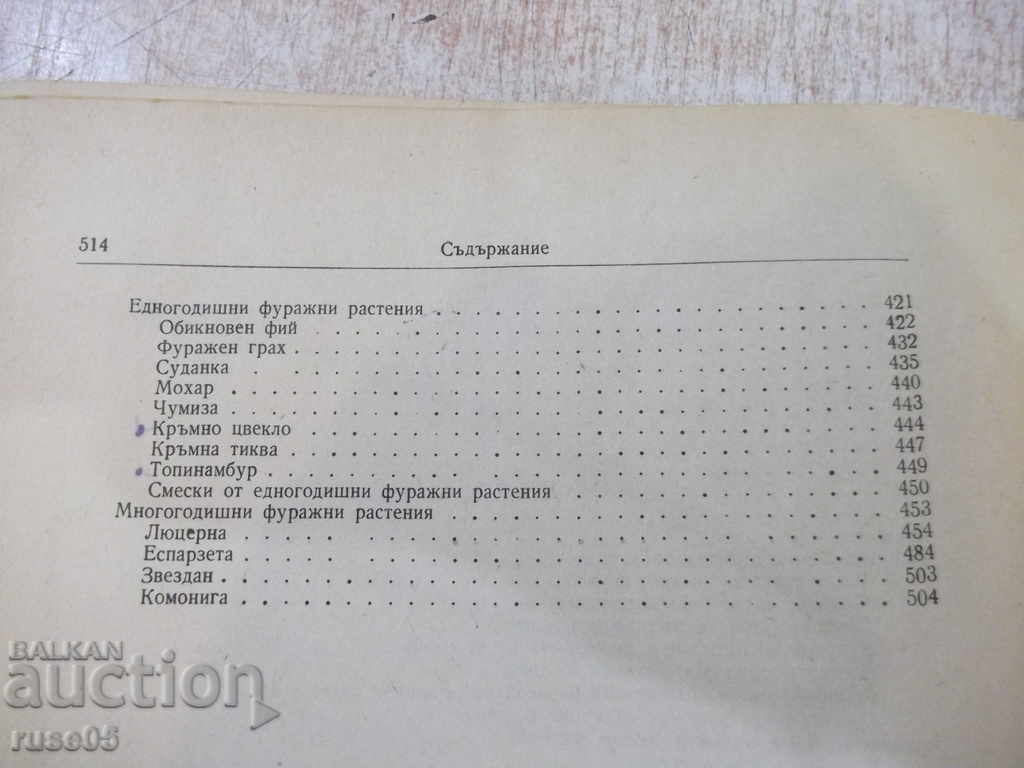 514 Съдържание
Едногодишни фуражни растения 421
Обикновен фий 422
Фуражен грах 432
Суданка 435
Мохар 440
Чумиза 443
Кръмно цвекло 444
Кръмна тиква 447
Топинамбур 449
Смески от едногодишни фуражни растения 450
Многогодишни фуражни растения 453
Люцерна 454
Еспарзета 484
Звездан 503
Комонига 504
BALKAN
auction
ruse05